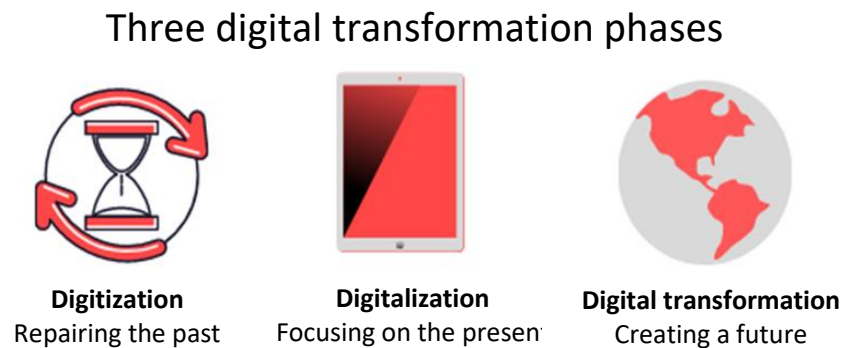 Three digital transformation phases
Digitization
Repairing the past
Digitalization
Focusing on the presen
Digital transformation
Creating a future